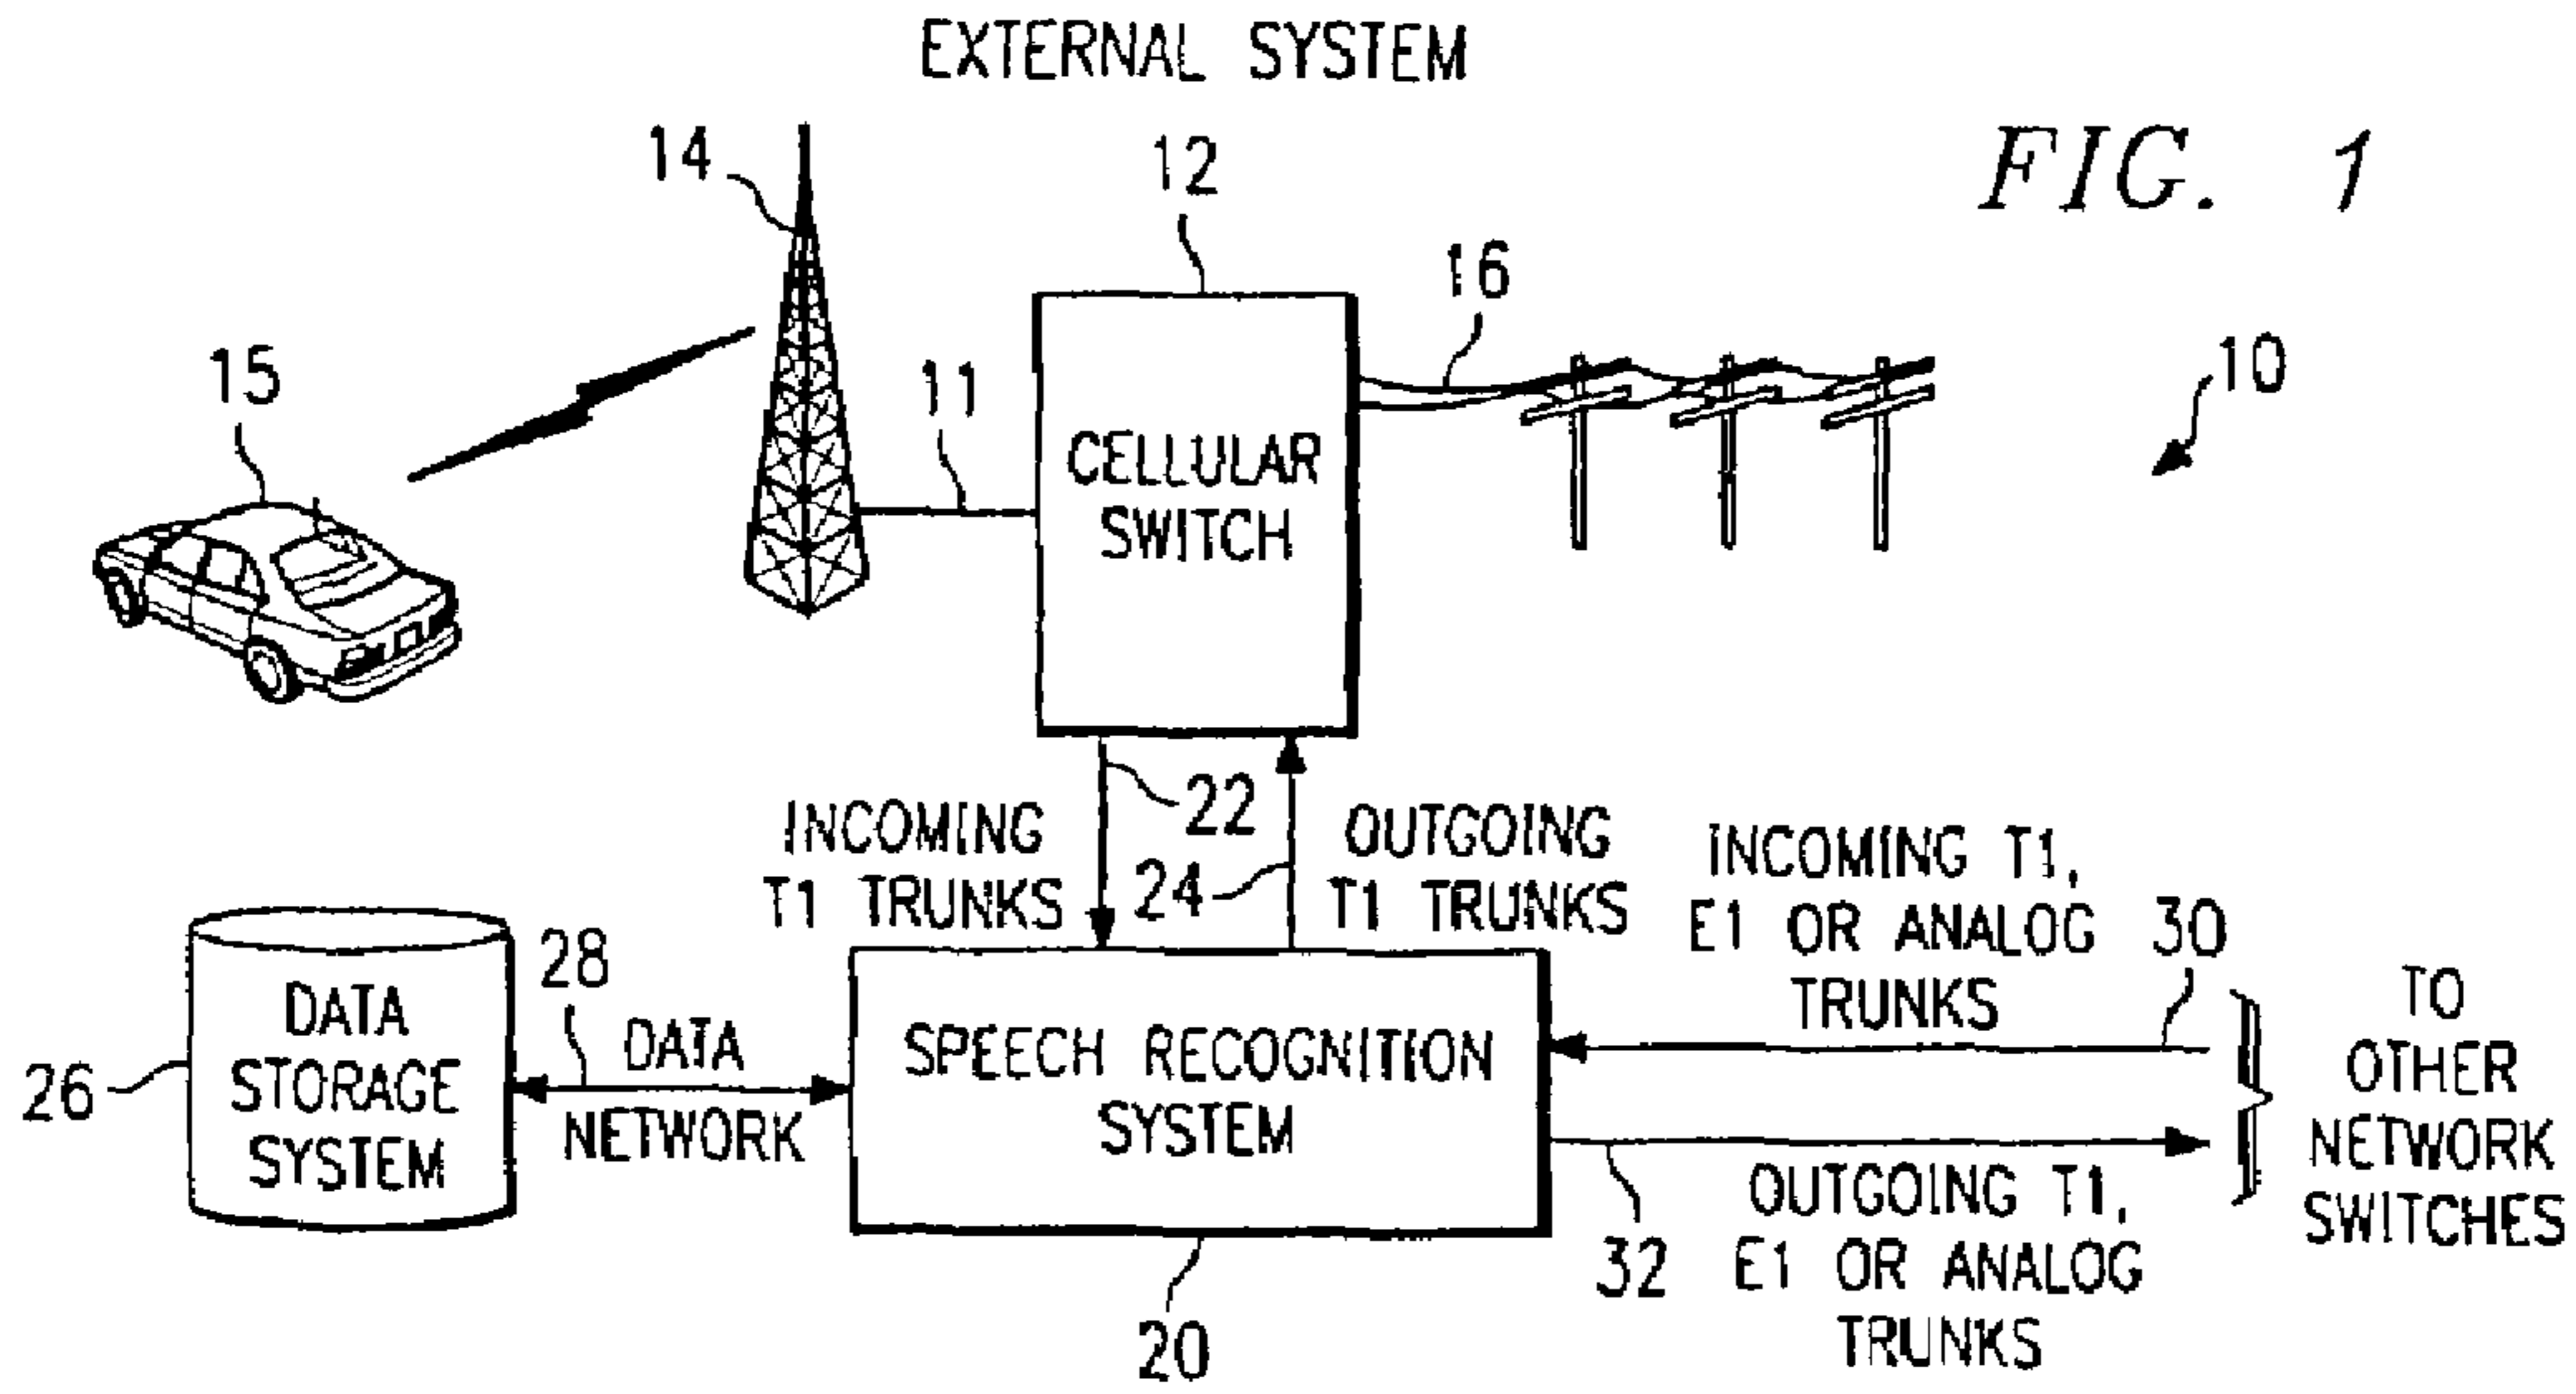 EXTERNAL SYSTEM
FIG. 1
14
12
16
15
11
10
CELLULAR
SWITCH
22
24
INCOMING
T1 TRUNKS
OUTGOING
T1 TRUNKS
INCOMING T1,
E1 OR ANALOG
TRUNKS
30
26
DATA
STORAGE
SYSTEM
28
DATA
NETWORK
SPEECH RECOGNITION
SYSTEM
20
TO
OTHER
NETWORK
SWITCHES
32
OUTGOING T1,
E1 OR ANALOG
TRUNKS